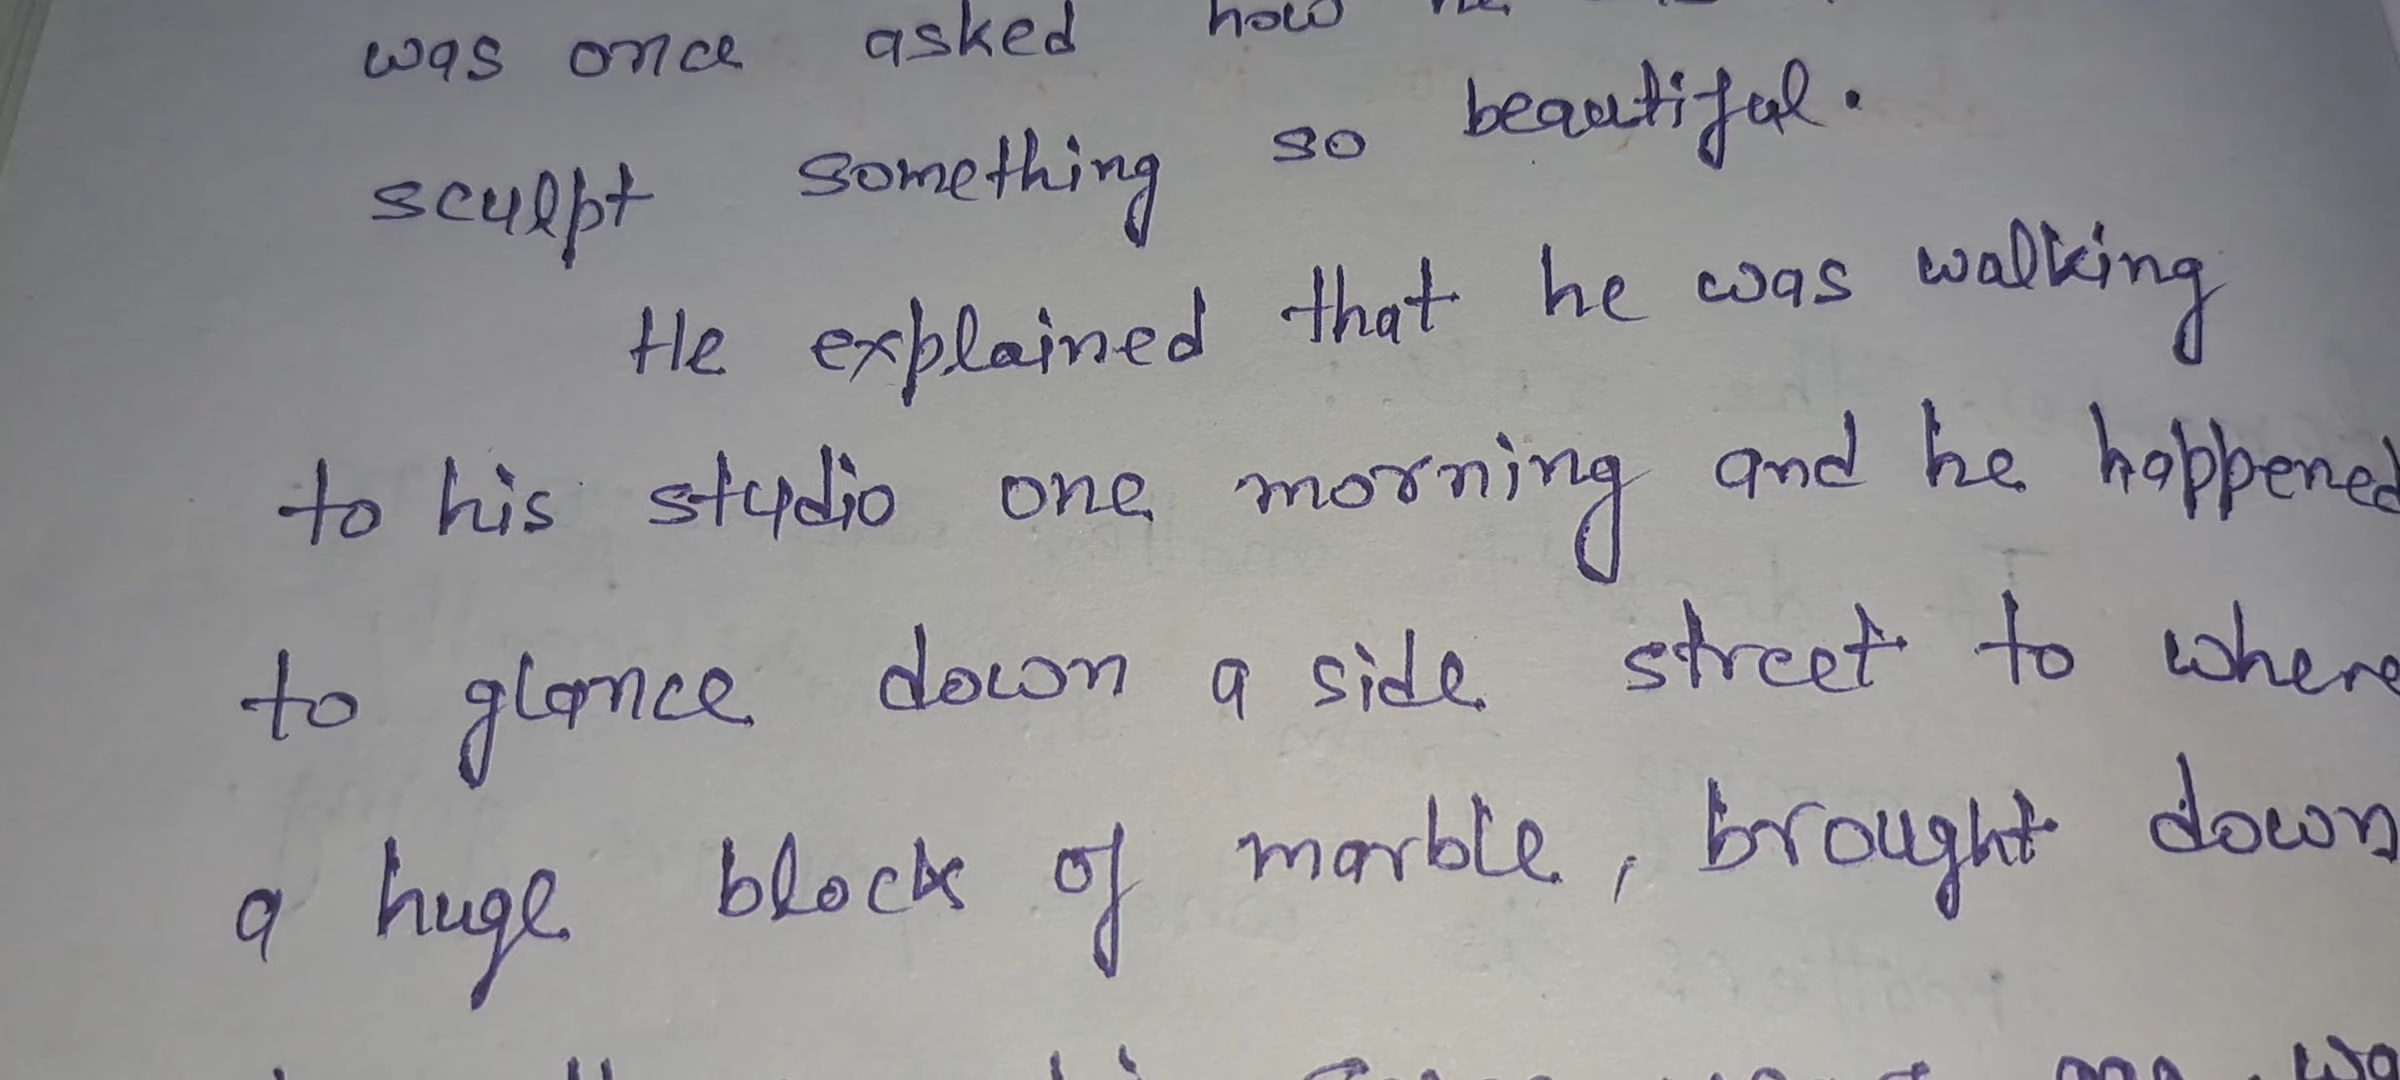 was once asked how he
sculpt something so beautiful.
He explained that he was walking
to his studio one morning and he happened
to glance down a side street to where
a huge block of marble, brought down